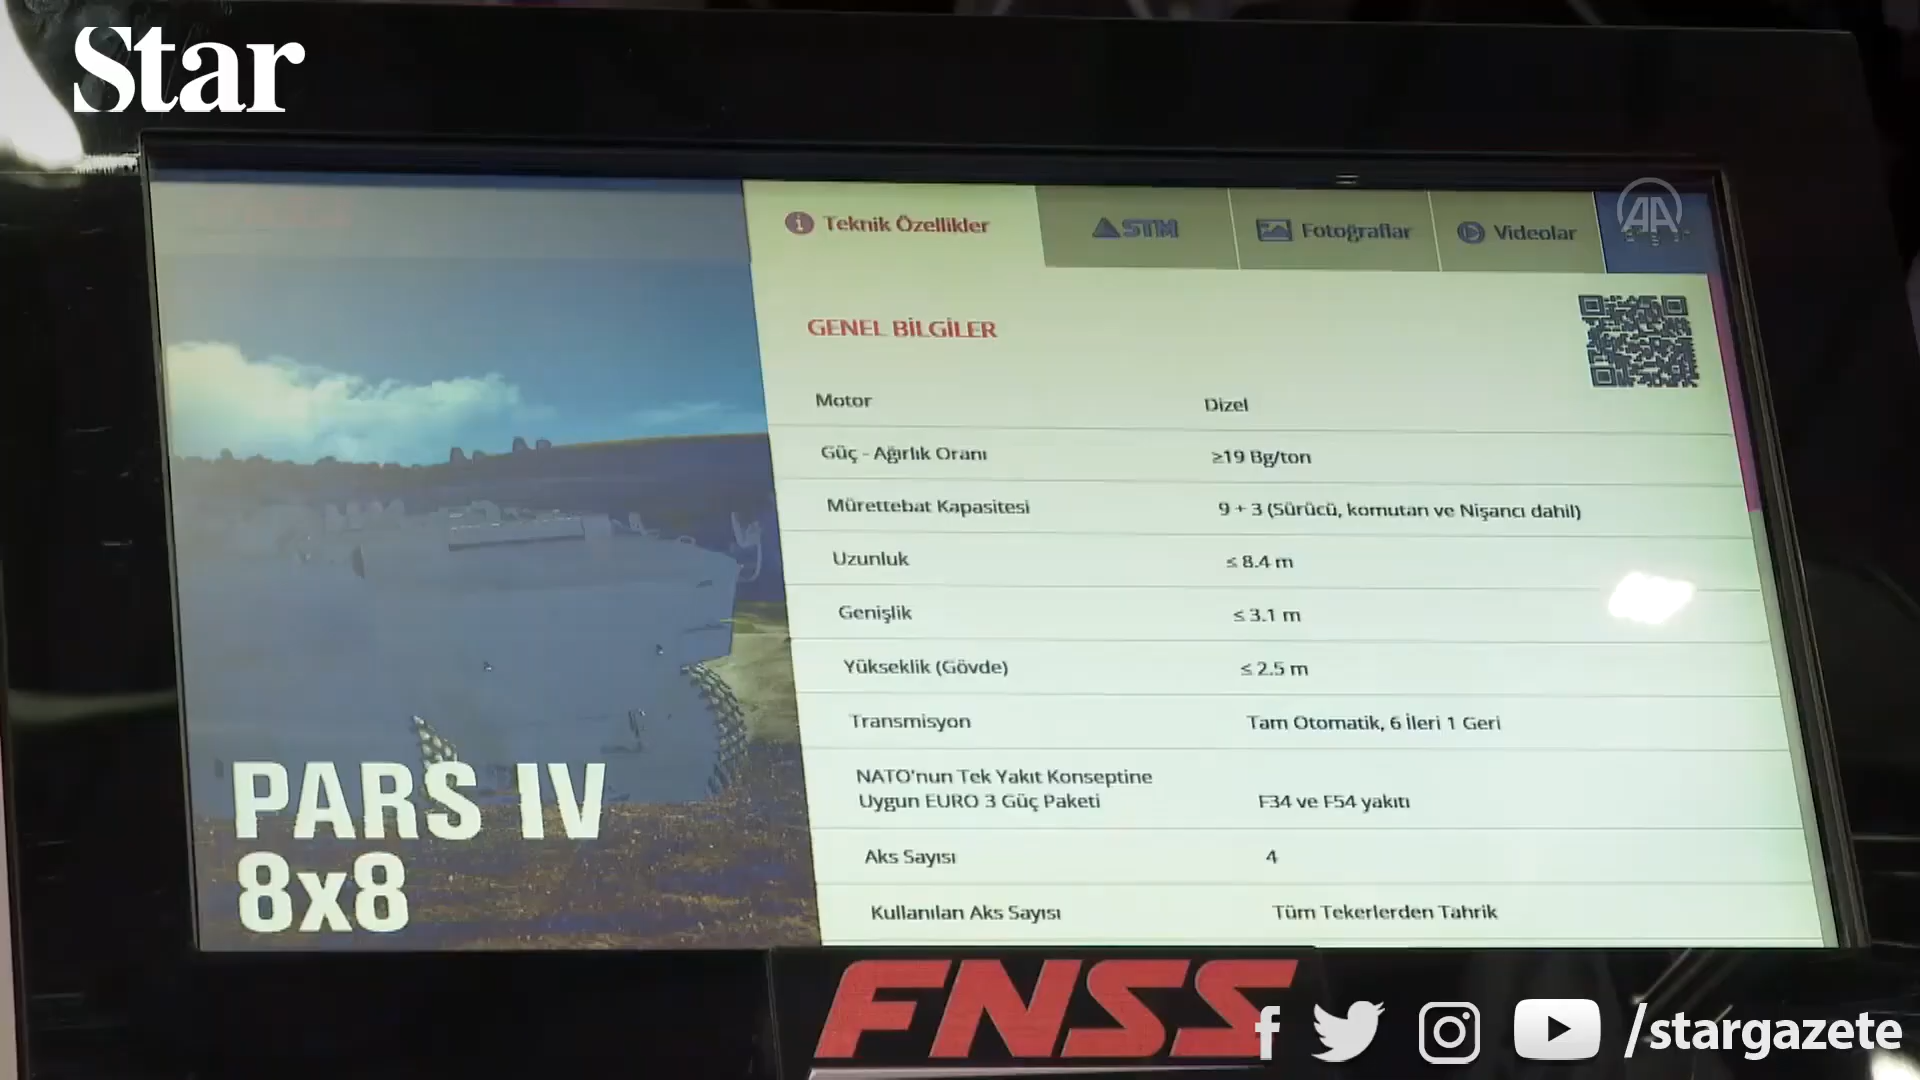 Star
Teknik Özellikler
STM
Fotoğraflar
Videolar
AA
GENEL BİLGİLER
Motor Dizel
Güç - Ağırlık Oranı ≥19 Bg/ton
Mürettebat Kapasitesi 9 + 3 (Sürücü, komutan ve Nişancı dahil)
Uzunluk ≤ 8.4 m
Genişlik ≤ 3.1 m
Yükseklik (Gövde) ≤ 2.5 m
Transmisyon Tam Otomatik, 6 İleri 1 Geri
NATO'nun Tek Yakıt Konseptine
Uygun EURO 3 Güç Paketi F34 ve F54 yakıtı
Aks Sayısı 4
Kullanılan Aks Sayısı Tüm Tekerlerden Tahrik
PARS IV
8x8
FNSS
/stargazete